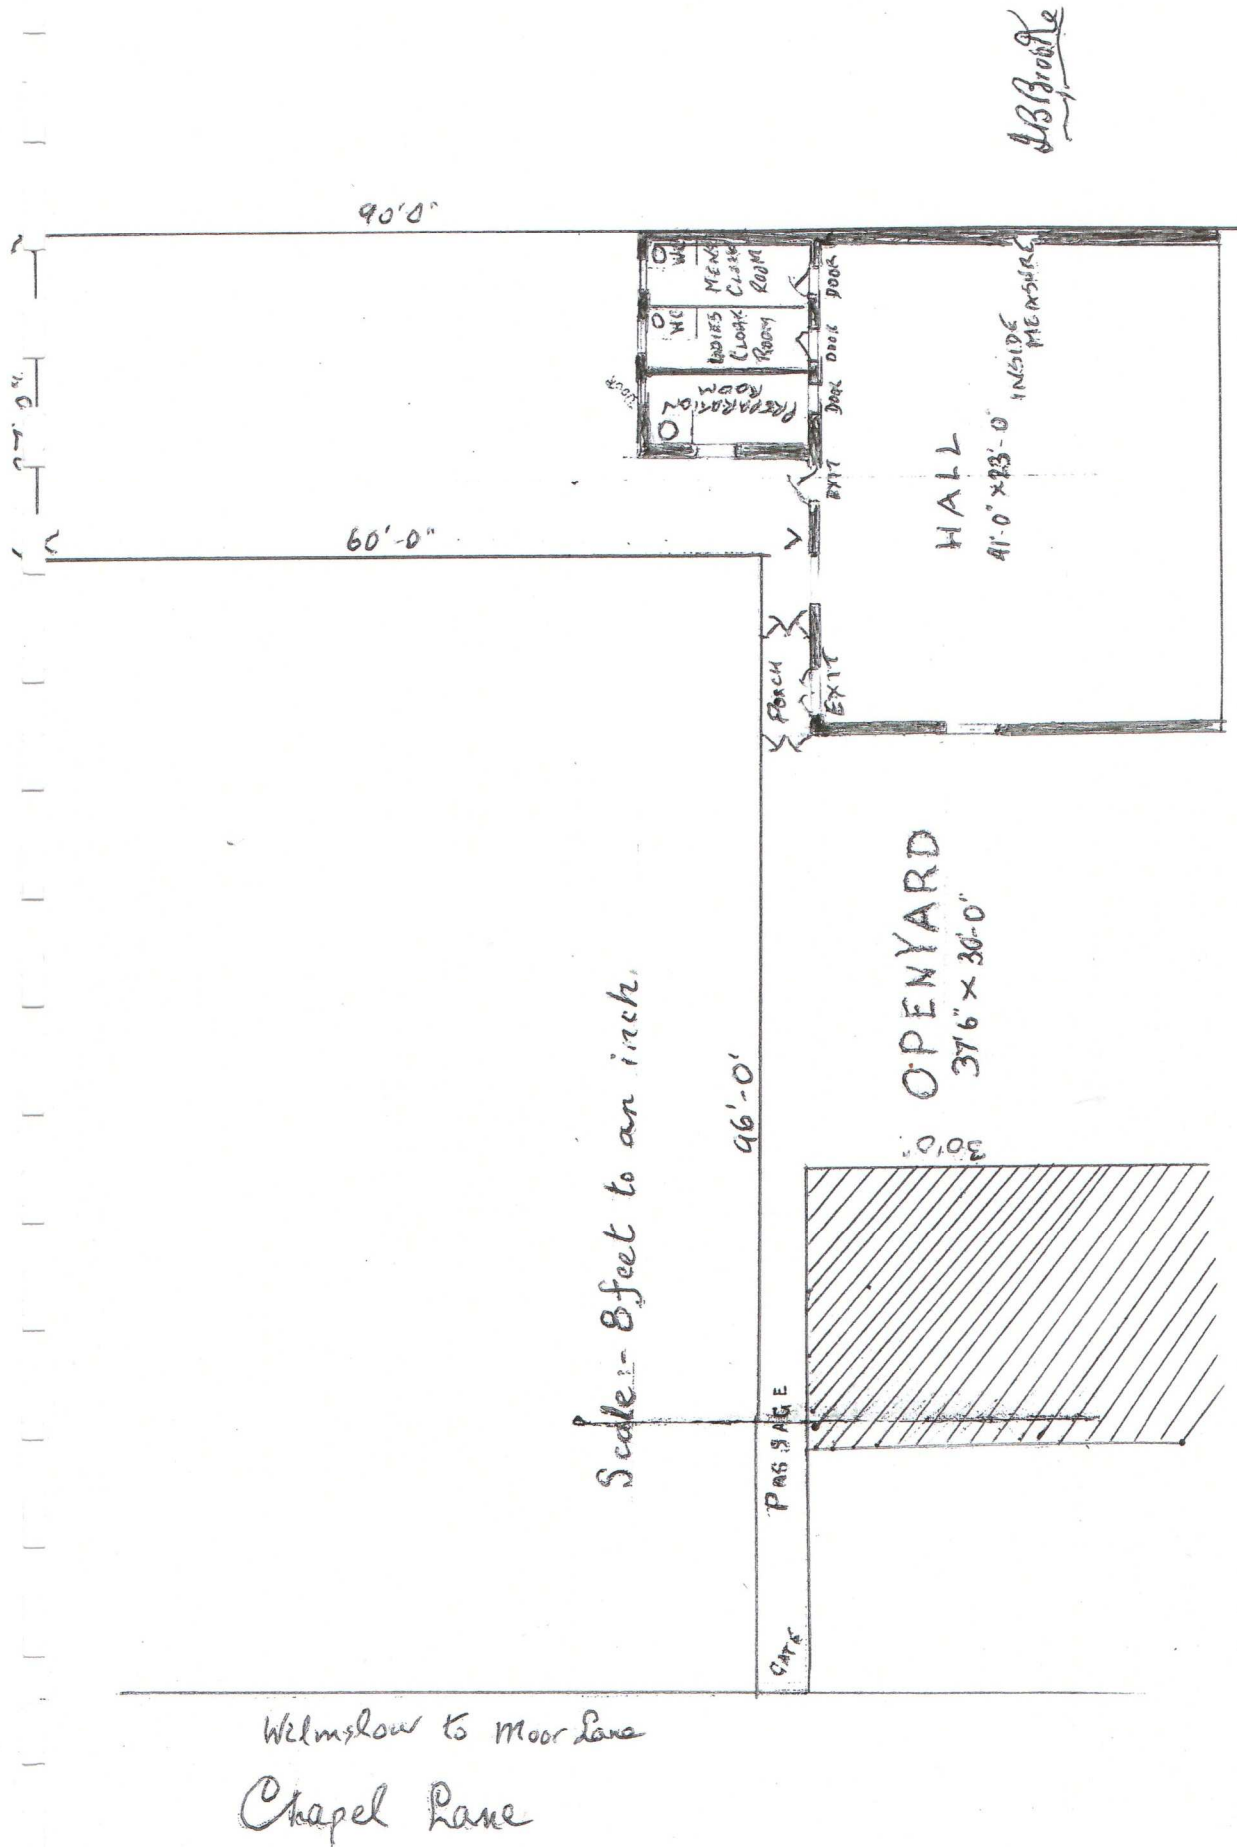 90'-0"
60'-0"
WC
MENS
CLOAK
ROOM
WC
LADIES
CLOAK
ROOM
PREPARATION
ROOM
DOOR
DOOR
DOOR
DOOR
EXIT
EXIT
PORCH
HALL
41'-0" x 23'-0" INSIDE
MEASURE
OPEN YARD
37'6" x 30'-0"
30'0"
96'-0'
Scale:- 8 feet to an inch.
PASSAGE
GATE
Wilmslow to Moor Lane
Chapel Lane